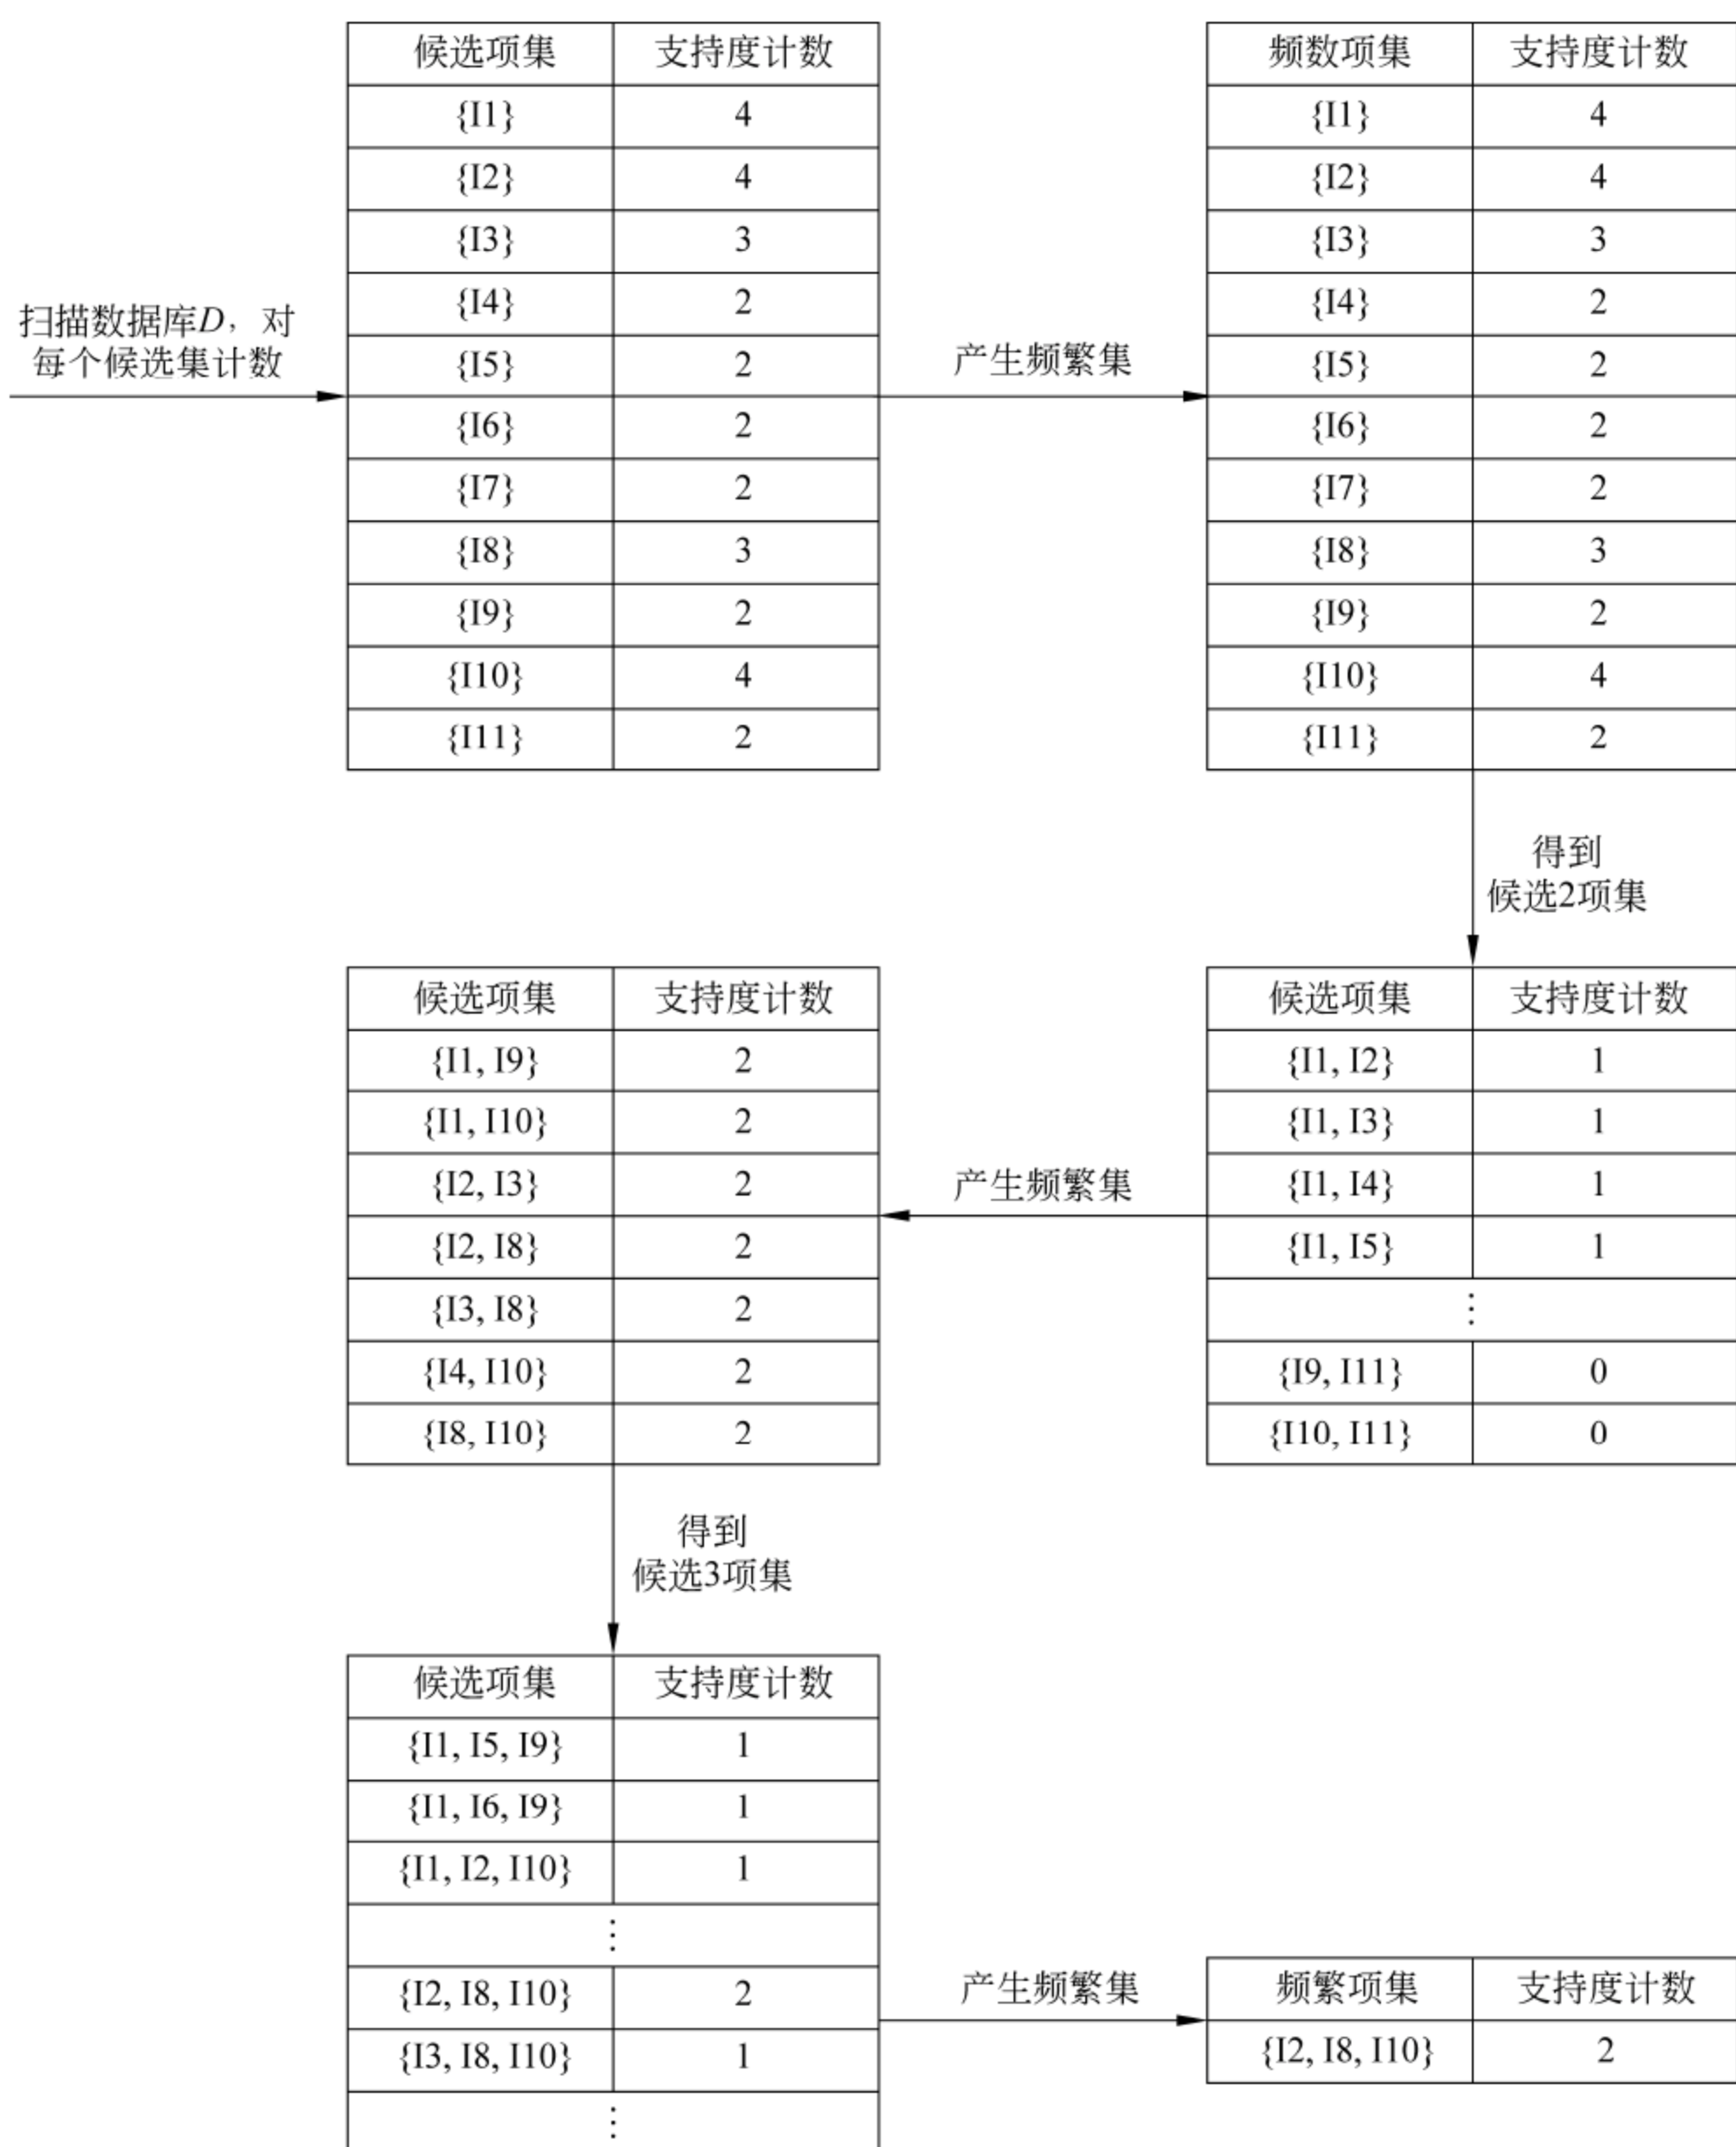 候选项集 支持度计数
{I1} 4
{I2} 4
{I3} 3
{I4} 2
{I5} 2
{I6} 2
{I7} 2
{I8} 3
{I9} 2
{I10} 4
{I11} 2
扫描数据库D，对
每个候选集计数
产生频繁集
频数项集 支持度计数
{I1} 4
{I2} 4
{I3} 3
{I4} 2
{I5} 2
{I6} 2
{I7} 2
{I8} 3
{I9} 2
{I10} 4
{I11} 2
得到
候选2项集
候选项集 支持度计数
{I1, I2} 1
{I1, I3} 1
{I1, I4} 1
{I1, I5} 1
⋮
{I9, I11} 0
{I10, I11} 0
产生频繁集
候选项集 支持度计数
{I1, I9} 2
{I1, I10} 2
{I2, I3} 2
{I2, I8} 2
{I3, I8} 2
{I4, I10} 2
{I8, I10} 2
得到
候选3项集
候选项集 支持度计数
{I1, I5, I9} 1
{I1, I6, I9} 1
{I1, I2, I10} 1
⋮
{I2, I8, I10} 2
{I3, I8, I10} 1
⋮
产生频繁集
频繁项集 支持度计数
{I2, I8, I10} 2